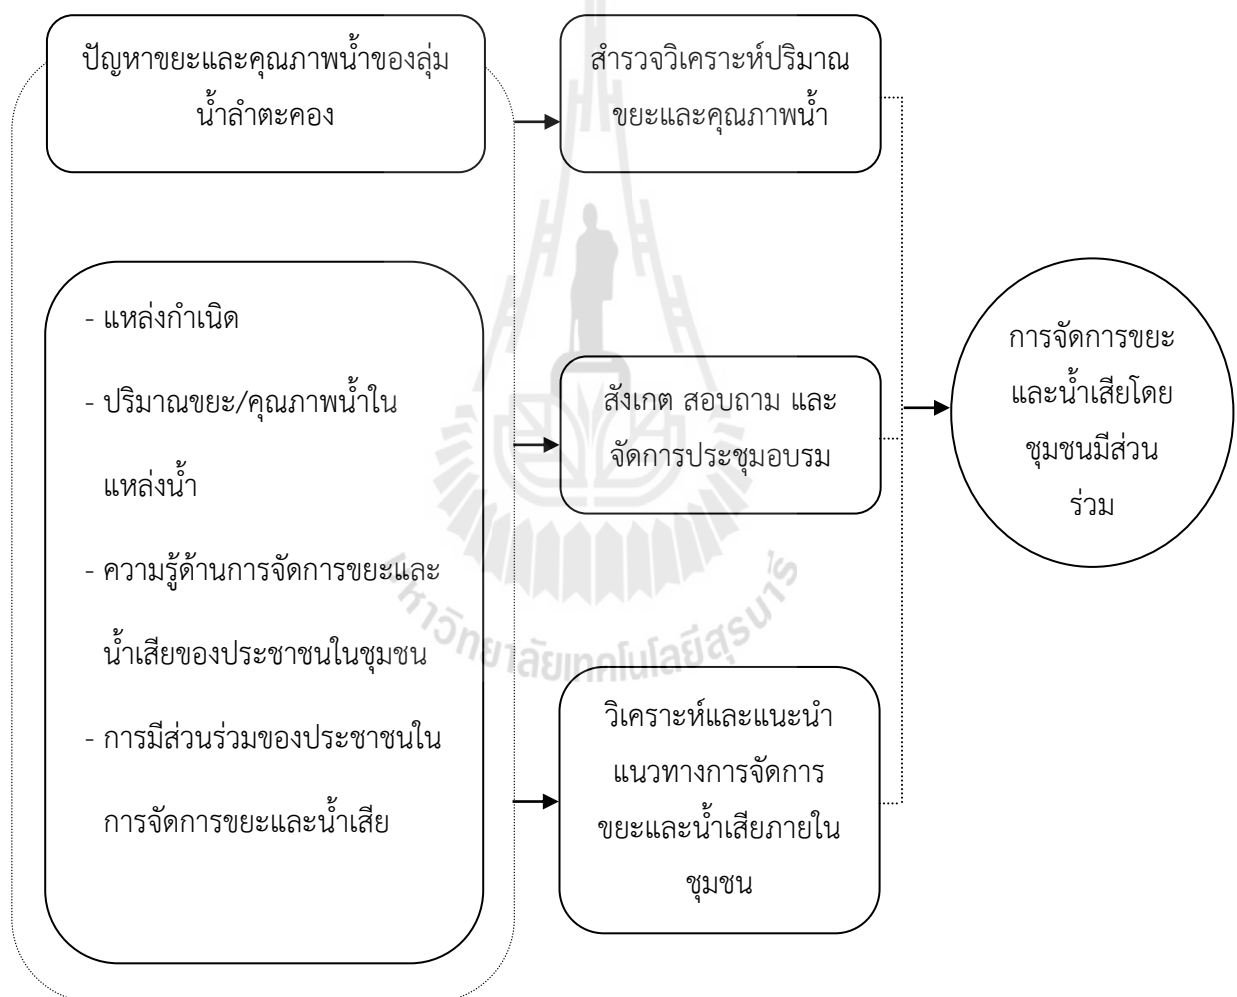 ปัญหาขยะและคุณภาพน้ำของลุ่ม
น้ำลำตะคอง
- แหล่งกำเนิด
- ปริมาณขยะ/คุณภาพน้ำใน
แหล่งน้ำ
- ความรู้ด้านการจัดการขยะและ
น้ำเสียของประชาชนในชุมชน
- การมีส่วนร่วมของประชาชนใน
การจัดการขยะและน้ำเสีย
สำรวจวิเคราะห์ปริมาณ
ขยะและคุณภาพน้ำ
สังเกต สอบถาม และ
จัดการประชุมอบรม
วิเคราะห์และแนะนำ
แนวทางการจัดการ
ขยะและน้ำเสียภายใน
ชุมชน
การจัดการขยะ
และน้ำเสียโดย
ชุมชนมีส่วน
ร่วม
มหาวิทยาลัยเทคโนโลยีสุรนารี